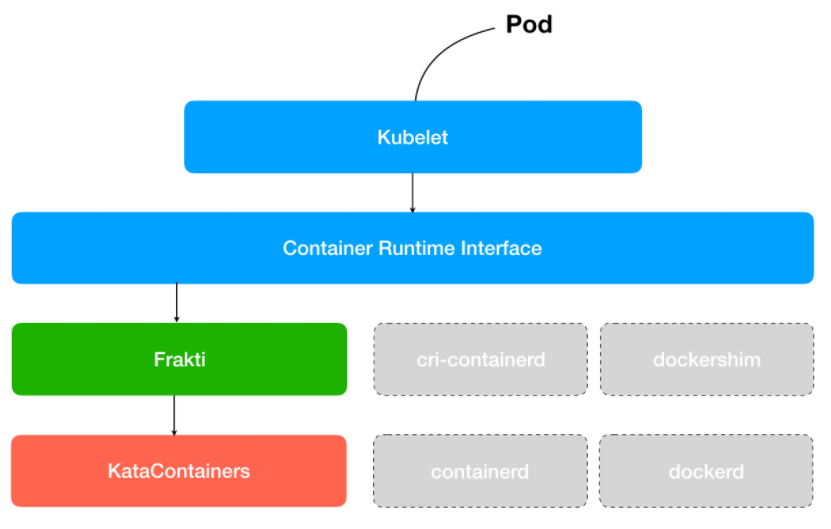 Pod
Kubelet
Container Runtime Interface
Frakti
cri-containerd
dockershim
KataContainers
containerd
dockerd